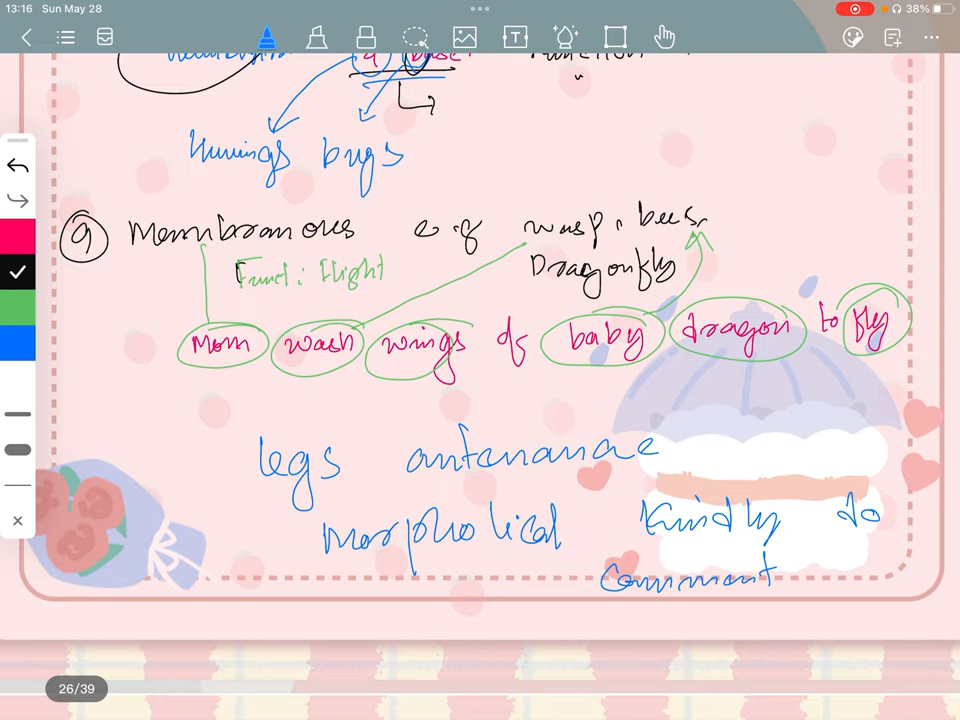 13:16 Sun May 28
38%
bugs
9 Membranous e.g wasp, bees,
Funct: flight
Dragonfly
Mom wash wings of baby dragon to fly
legs antenanae
morpholical Kindly do
Comment
26/39